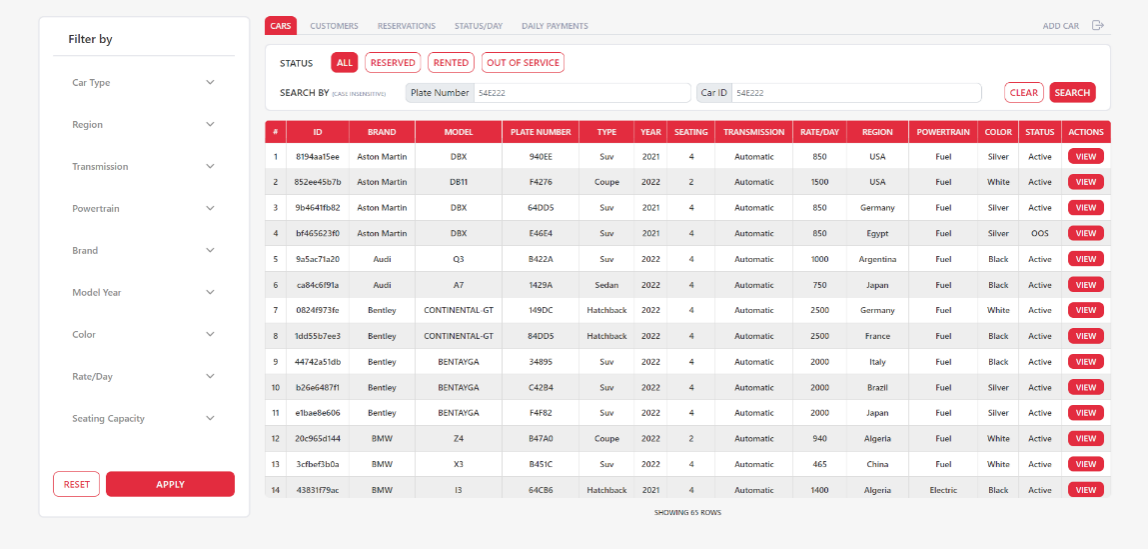 Filter by
Car Type
Region
Transmission
Powertrain
Brand
Model Year
Color
Rate/Day
Seating Capacity
RESET APPLY
CARS CUSTOMERS RESERVATIONS STATUS/DAY DAILY PAYMENTS ADD CAR
STATUS ALL RESERVED RENTED OUT OF SERVICE
SEARCH BY (CASE INSENSITIVE) Plate Number 54E222 Car ID 54E222 CLEAR SEARCH
# ID BRAND MODEL PLATE NUMBER TYPE YEAR SEATING TRANSMISSION RATE/DAY REGION POWERTRAIN COLOR STATUS ACTIONS
1 8194aa15ee Aston Martin DBX 940EE Suv 2021 4 Automatic 850 USA Fuel Silver Active VIEW
2 852ee45b7b Aston Martin DB11 F4276 Coupe 2022 2 Automatic 1500 USA Fuel White Active VIEW
3 9b4641fb82 Aston Martin DBX 64DD5 Suv 2021 4 Automatic 850 Germany Fuel Silver Active VIEW
4 bf465623f0 Aston Martin DBX E46E4 Suv 2021 4 Automatic 850 Egypt Fuel Silver OOS VIEW
5 9a5ac71a20 Audi Q3 B422A Suv 2022 4 Automatic 1000 Argentina Fuel Black Active VIEW
6 ca84c6f91a Audi A7 1429A Sedan 2022 4 Automatic 750 Japan Fuel Black Active VIEW
7 0824f973fe Bentley CONTINENTAL-GT 149DC Hatchback 2022 4 Automatic 2500 Germany Fuel White Active VIEW
8 1dd55b7ee3 Bentley CONTINENTAL-GT 84DD5 Hatchback 2022 4 Automatic 2500 France Fuel Black Active VIEW
9 44742a51db Bentley BENTAYGA 34895 Suv 2022 4 Automatic 2000 Italy Fuel Black Active VIEW
10 b26e6487f1 Bentley BENTAYGA C42B4 Suv 2022 4 Automatic 2000 Brazil Fuel Silver Active VIEW
11 e1bae8e606 Bentley BENTAYGA F4F82 Suv 2022 4 Automatic 2000 Japan Fuel Silver Active VIEW
12 20c965d144 BMW Z4 B47A0 Coupe 2022 2 Automatic 940 Algeria Fuel White Active VIEW
13 3cfbef3b0a BMW X3 B451C Suv 2022 4 Automatic 465 China Fuel White Active VIEW
14 43831f79ac BMW I3 64CB6 Hatchback 2021 4 Automatic 1400 Algeria Electric Black Active VIEW
SHOWING 65 ROWS